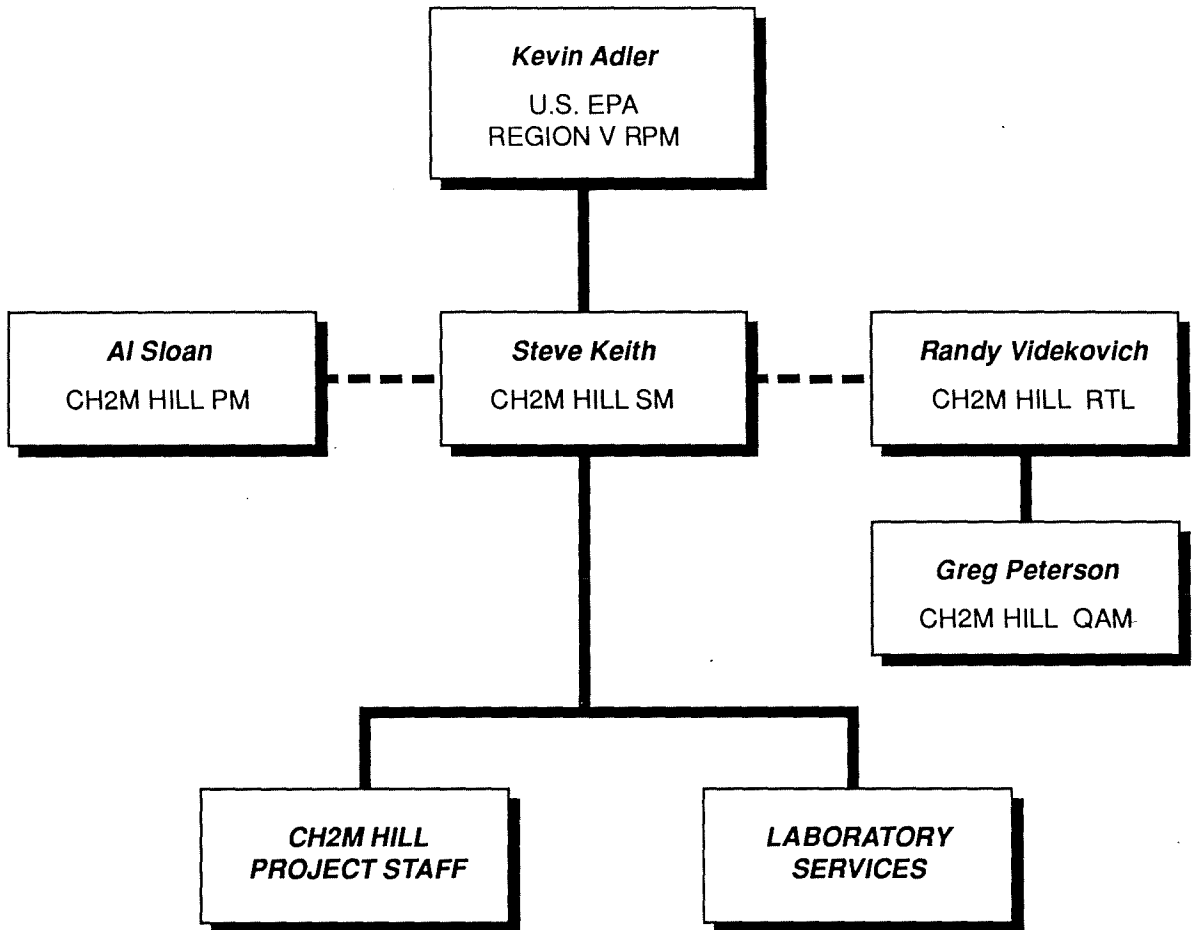 Kevin Adler
U.S. EPA
REGION V RPM
Al Sloan
CH2M HILL PM
Steve Keith
CH2M HILL SM
Randy Videkovich
CH2M HILL RTL
Greg Peterson
CH2M HILL QAM
CH2M HILL
PROJECT STAFF
LABORATORY
SERVICES